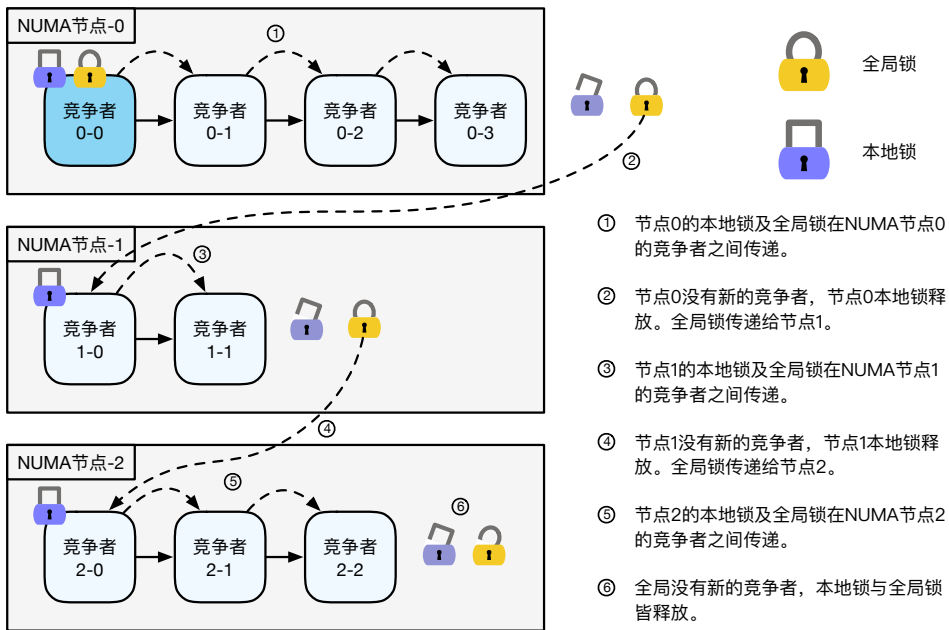 NUMA节点-0
①
竞争者
0-0
竞争者
0-1
竞争者
0-2
竞争者
0-3
②
NUMA节点-1
③
竞争者
1-0
竞争者
1-1
④
NUMA节点-2
⑤
⑥
竞争者
2-0
竞争者
2-1
竞争者
2-2
全局锁
本地锁
① 节点0的本地锁及全局锁在NUMA节点0
的竞争者之间传递。
② 节点0没有新的竞争者，节点0本地锁释
放。全局锁传递给节点1。
③ 节点1的本地锁及全局锁在NUMA节点1
的竞争者之间传递。
④ 节点1没有新的竞争者，节点1本地锁释
放。全局锁传递给节点2。
⑤ 节点2的本地锁及全局锁在NUMA节点2
的竞争者之间传递。
⑥ 全局没有新的竞争者，本地锁与全局锁
皆释放。